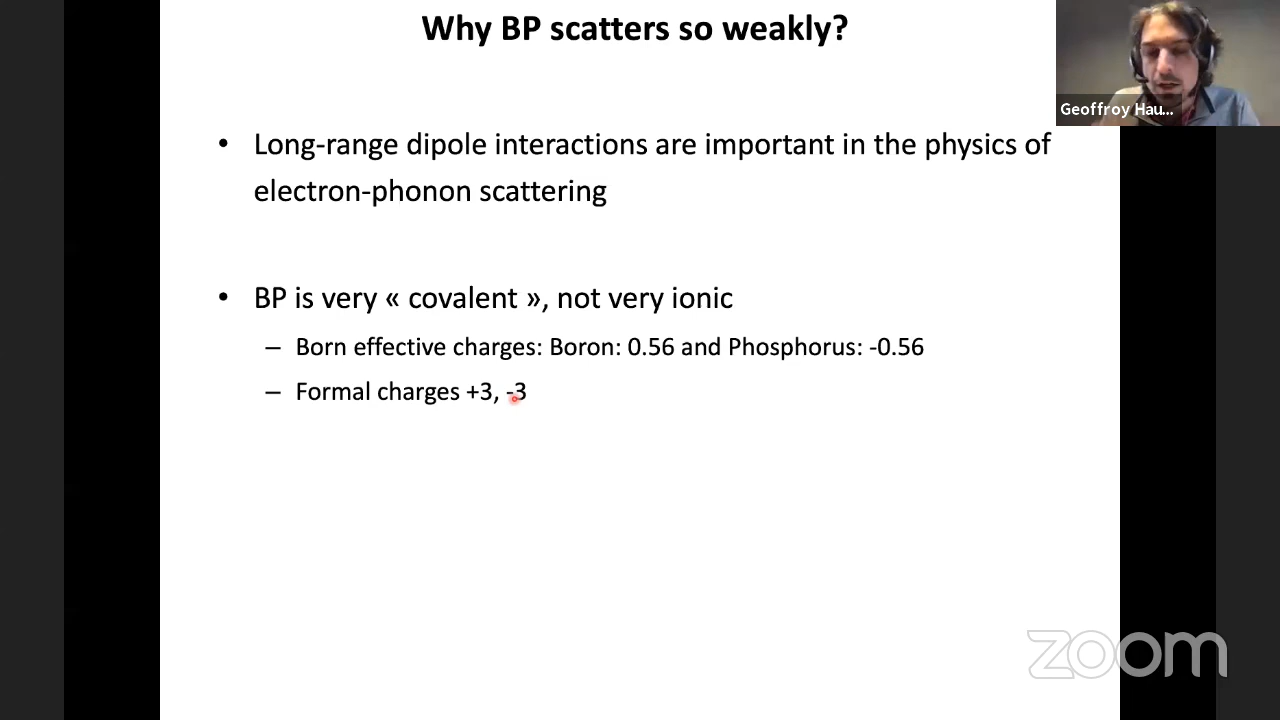 Why BP scatters so weakly?
Geoffroy Hau...
• Long-range dipole interactions are important in the physics of
electron-phonon scattering
• BP is very « covalent », not very ionic
– Born effective charges: Boron: 0.56 and Phosphorus: -0.56
– Formal charges +3, -3
zoom